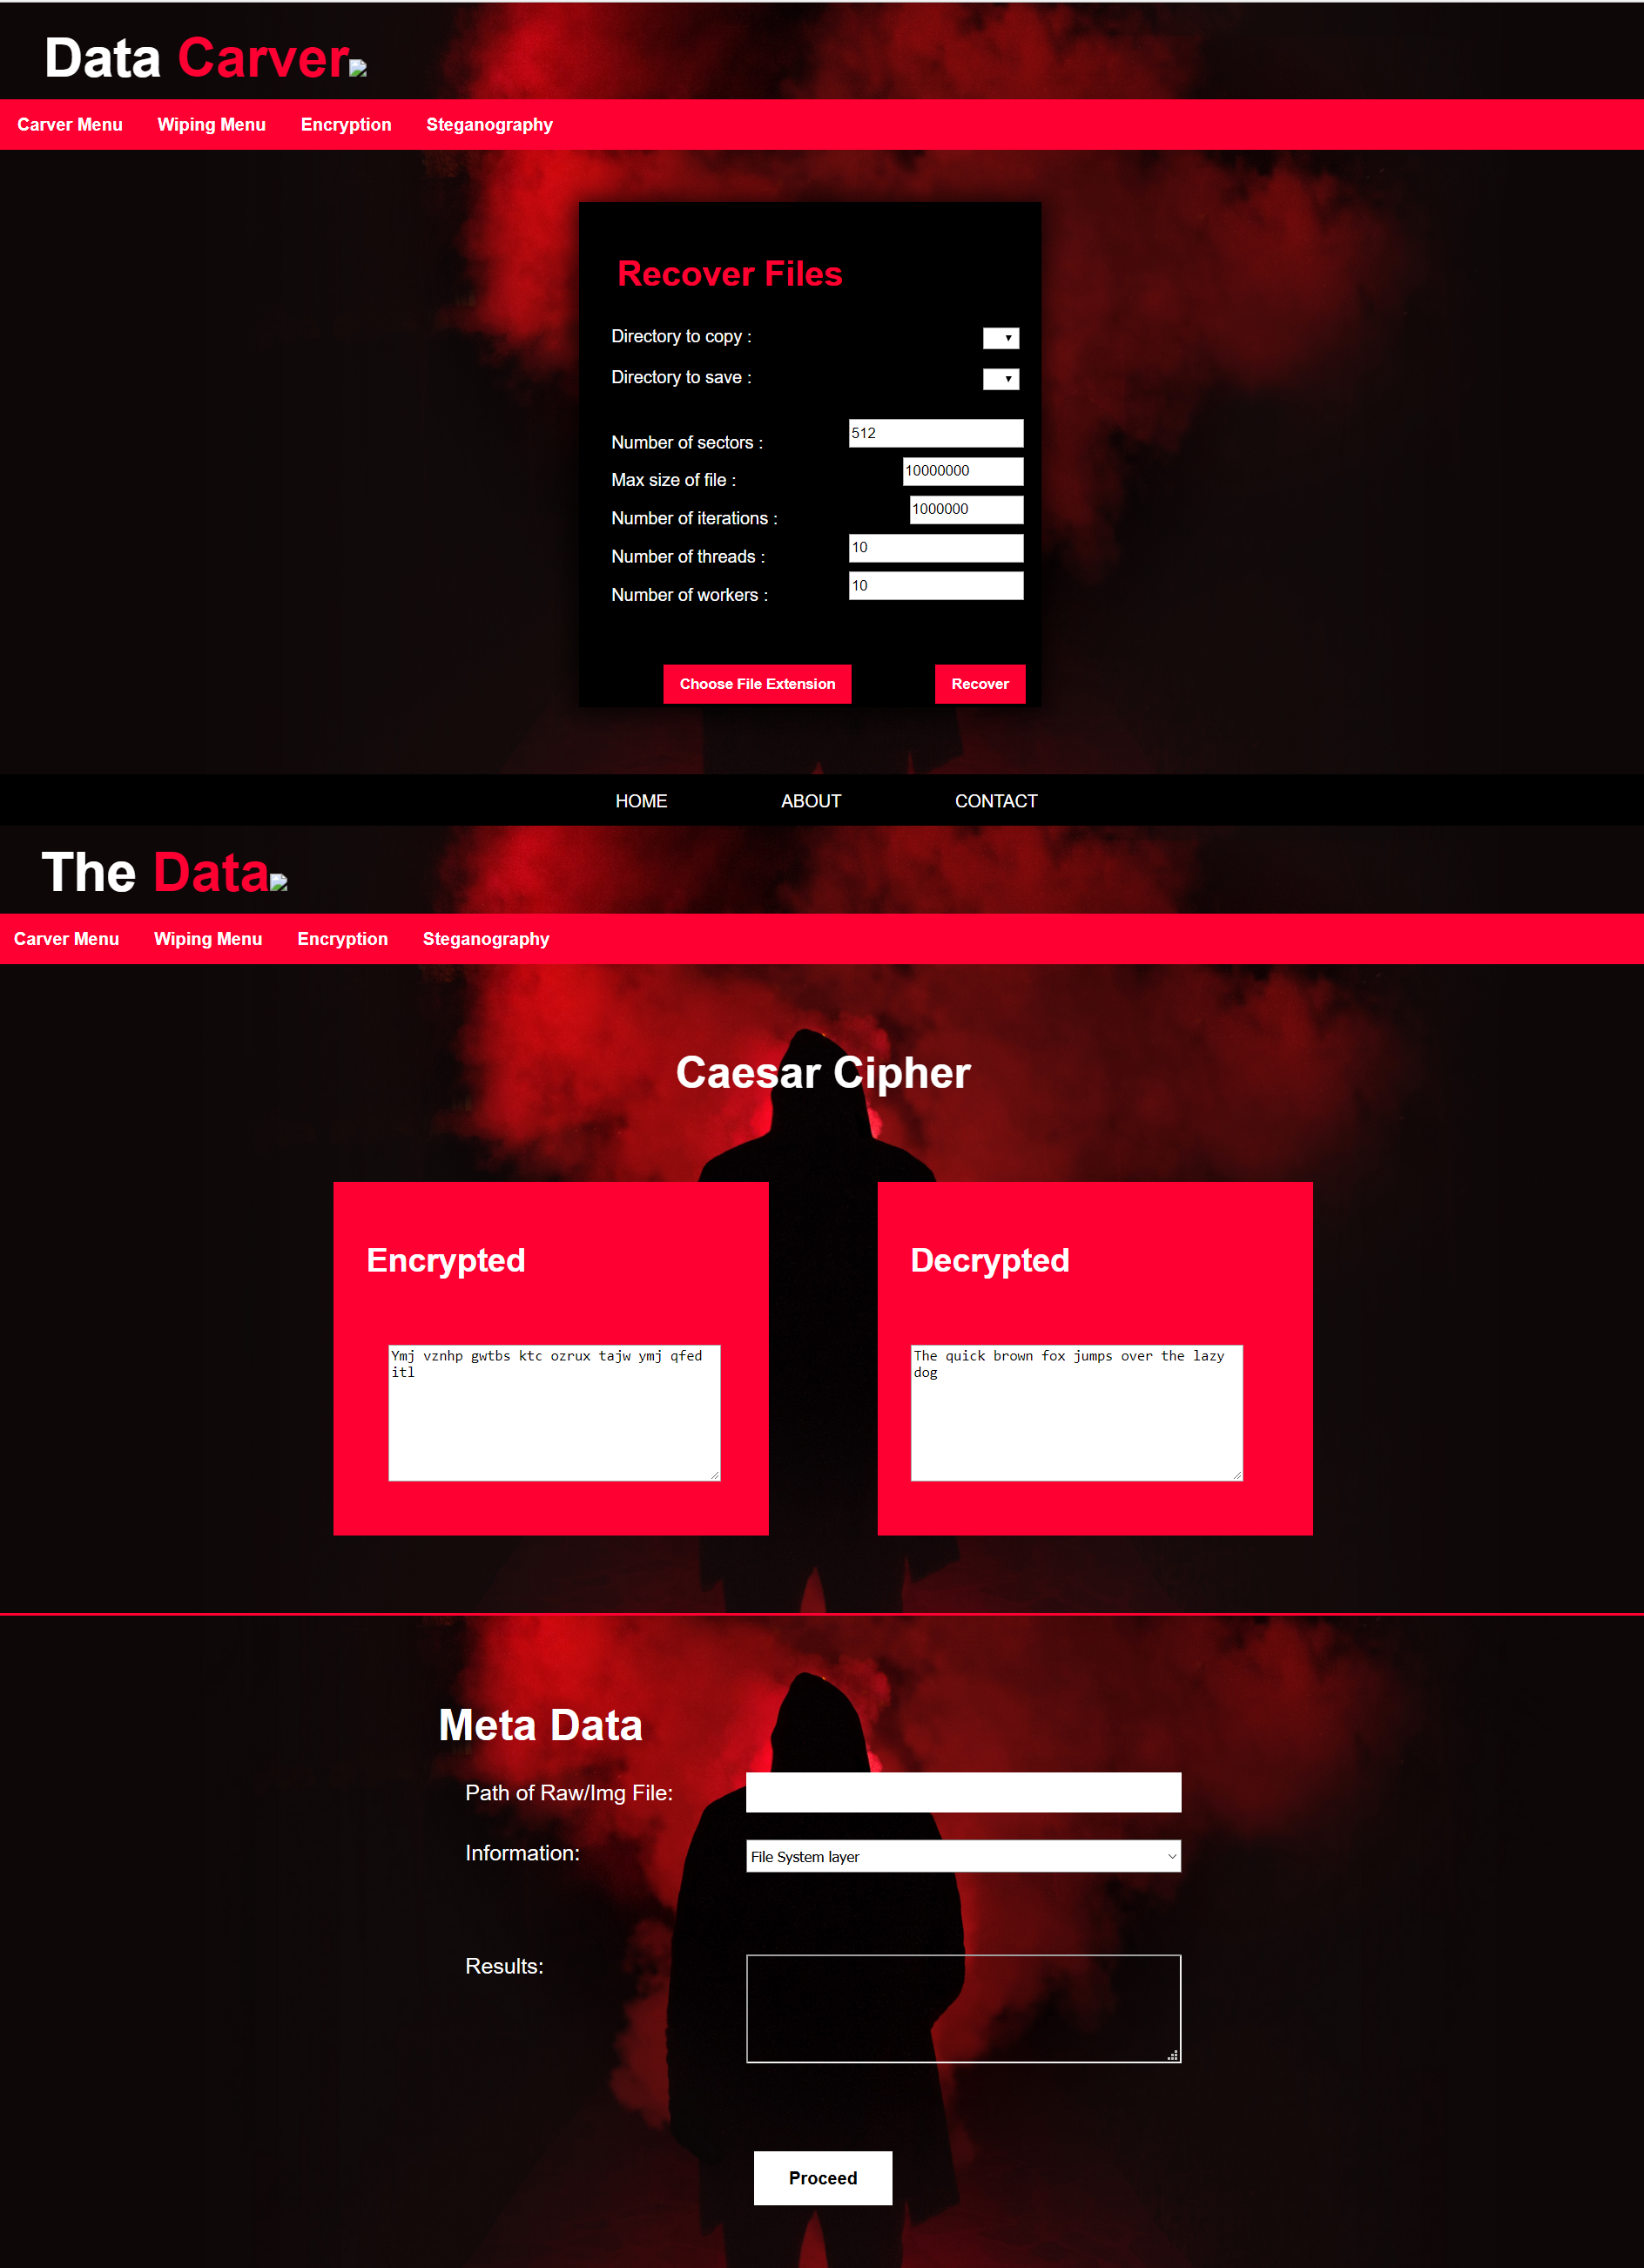 Data Carver
Carver Menu Wiping Menu Encryption Steganography
Recover Files
Directory to copy :
Directory to save :
Number of sectors : 512
Max size of file : 10000000
Number of iterations : 1000000
Number of threads : 10
Number of workers : 10
Choose File Extension Recover
HOME ABOUT CONTACT
The Data
Carver Menu Wiping Menu Encryption Steganography
Caesar Cipher
Encrypted
Ymj vznhp gwtbs ktc ozrux tajw ymj qfed
itl
Decrypted
The quick brown fox jumps over the lazy
dog
Meta Data
Path of Raw/Img File:
Information: File System layer
Results:
Proceed